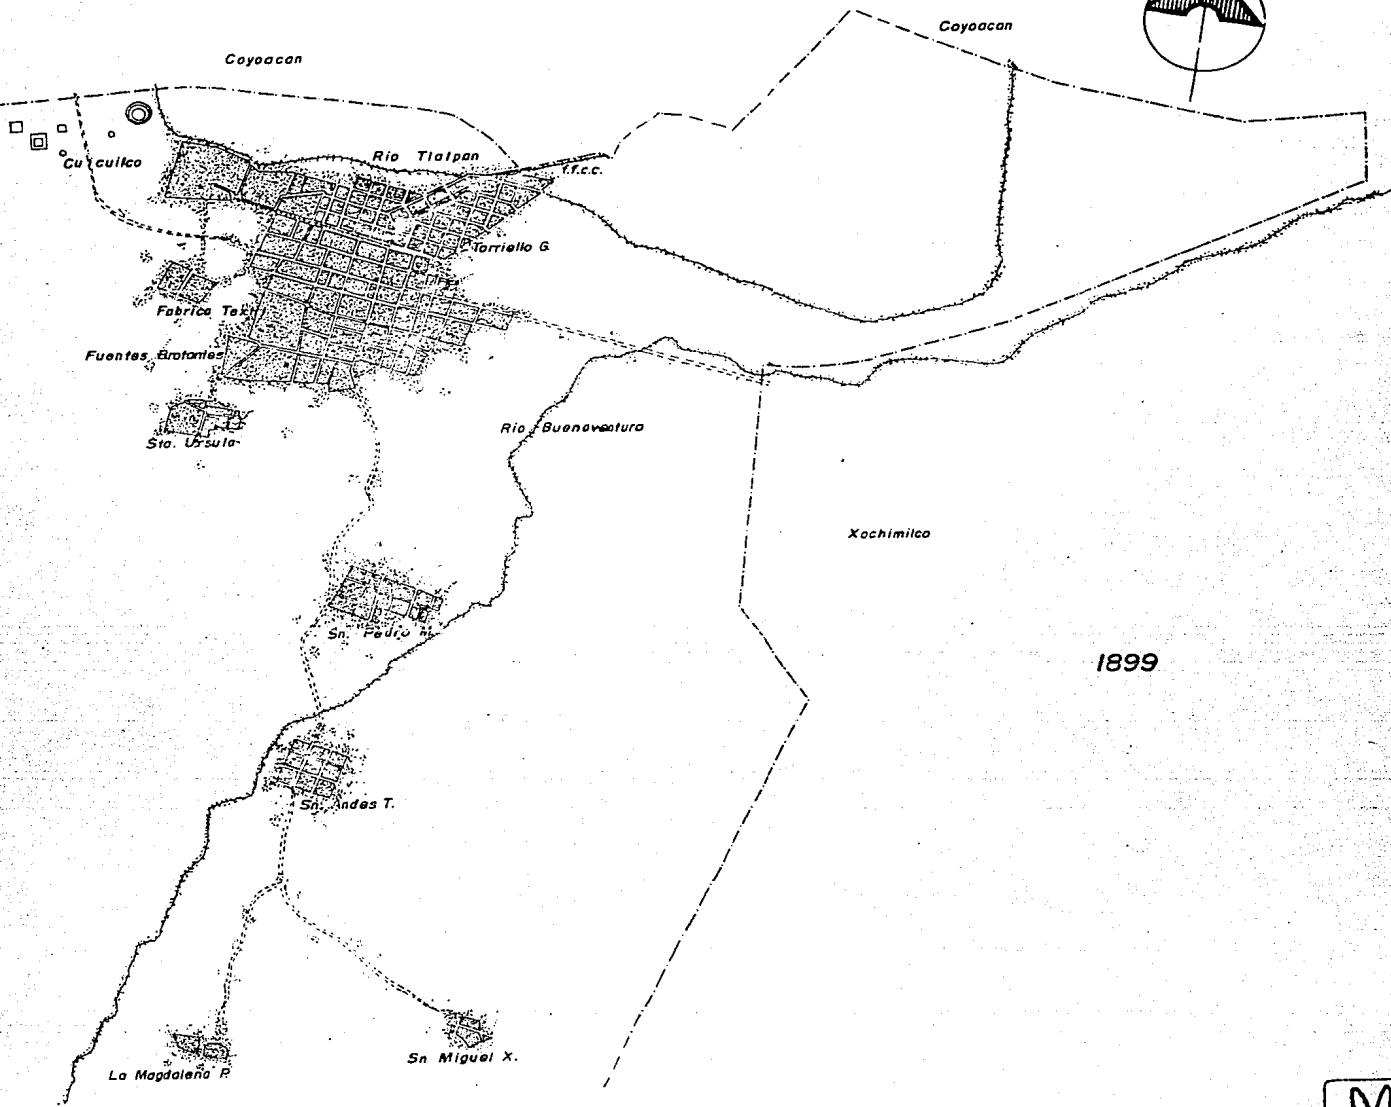 Coyoacan
Coyoacan
Cuicuilco
Rio Tlalpan
f.f.c.c.
Torriello G.
Fabrica Text
Fuentes Brotantes
Sta. Ursula
Rio Buenaventura
Xochimilco
Sn. Pedro M.
1899
Sn. Andes T.
Sn Miguel X.
La Magdalena P.